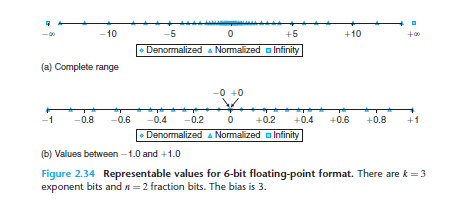 −∞ −10 −5 0 +5 +10 +∞
Denormalized Normalized Infinity
(a) Complete range
−0 +0
−1 −0.8 −0.6 −0.4 −0.2 0 +0.2 +0.4 +0.6 +0.8 +1
Denormalized Normalized Infinity
(b) Values between −1.0 and +1.0
Figure 2.34 Representable values for 6-bit floating-point format. There are k = 3
exponent bits and n = 2 fraction bits. The bias is 3.